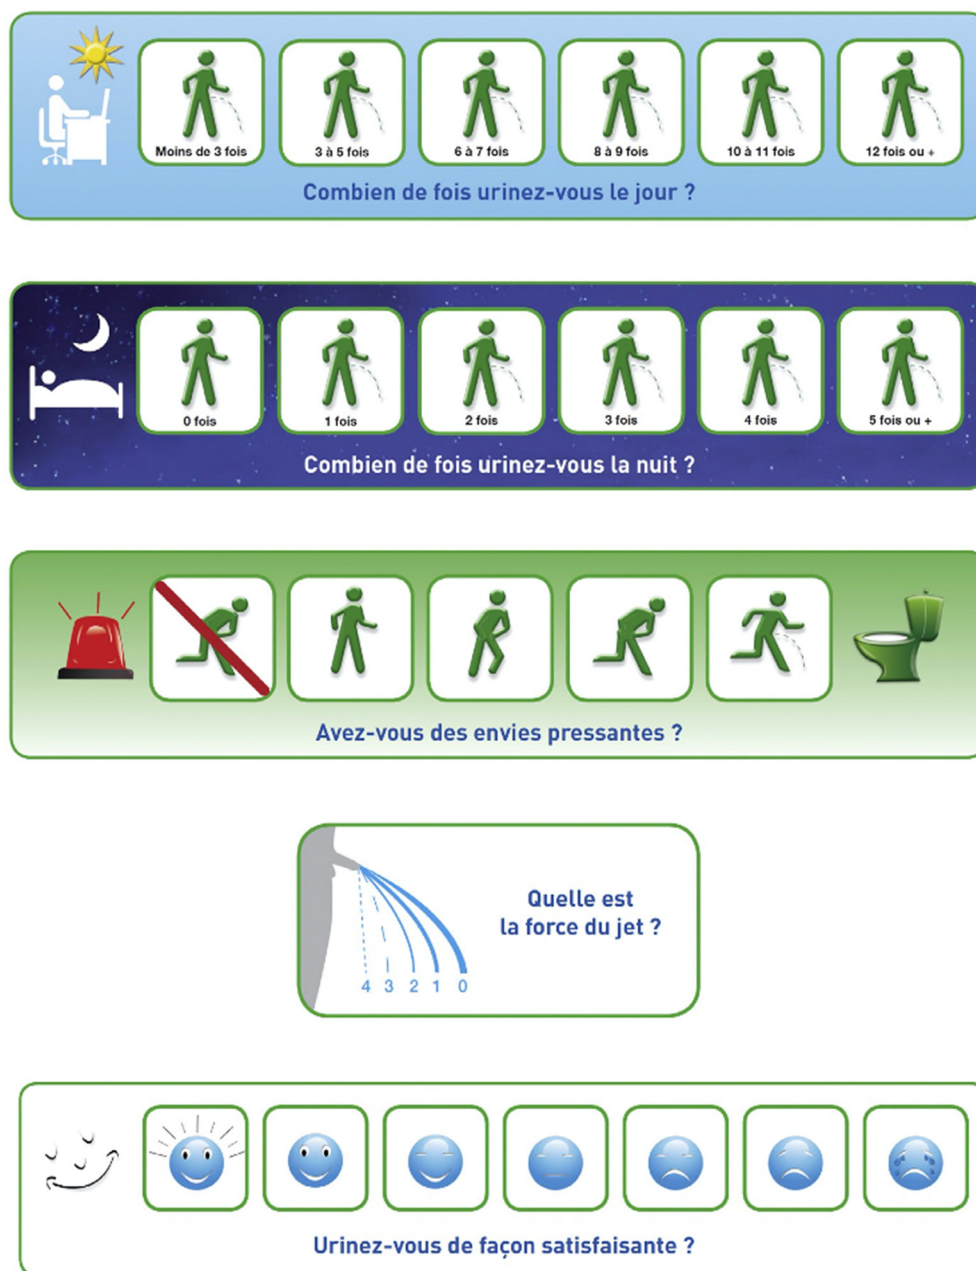 Moins de 3 fois
3 à 5 fois
6 à 7 fois
8 à 9 fois
10 à 11 fois
12 fois ou +
Combien de fois urinez-vous le jour ?
0 fois
1 fois
2 fois
3 fois
4 fois
5 fois ou +
Combien de fois urinez-vous la nuit ?
Avez-vous des envies pressantes ?
Quelle est
la force du jet ?
4 3 2 1 0
Urinez-vous de façon satisfaisante ?